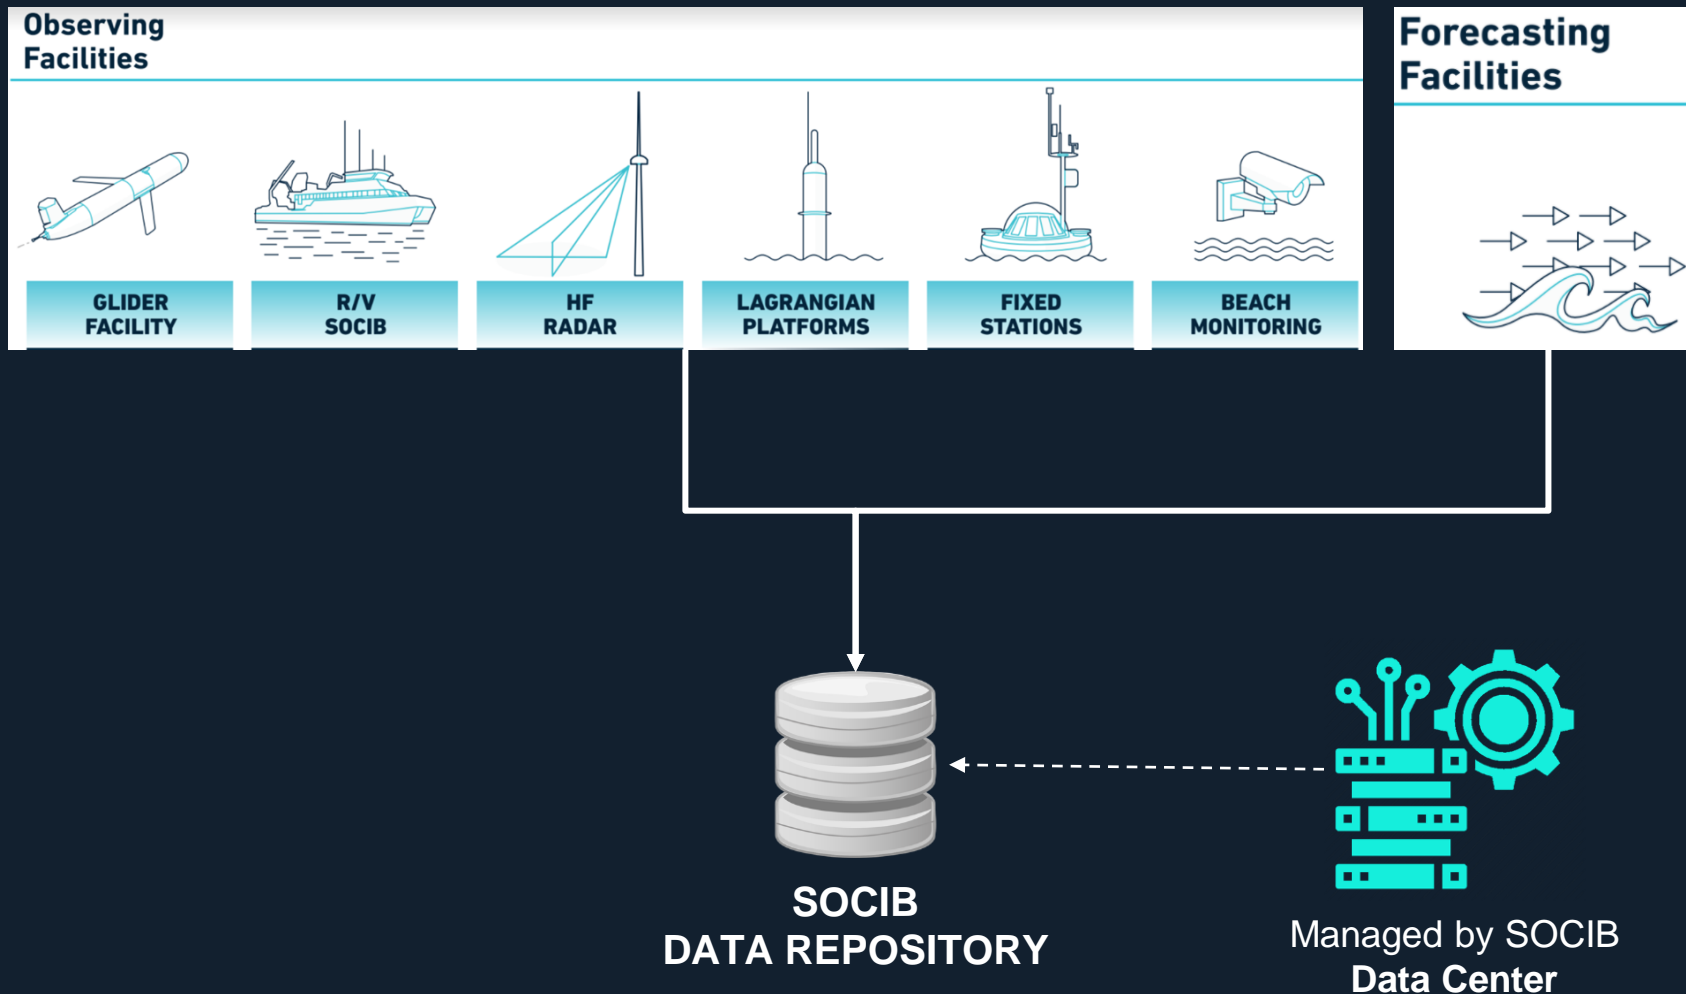 Observing
Facilities
Forecasting
Facilities
GLIDER
FACILITY
R/V
SOCIB
HF
RADAR
LAGRANGIAN
PLATFORMS
FIXED
STATIONS
BEACH
MONITORING
SOCIB
DATA REPOSITORY
Managed by SOCIB
Data Center